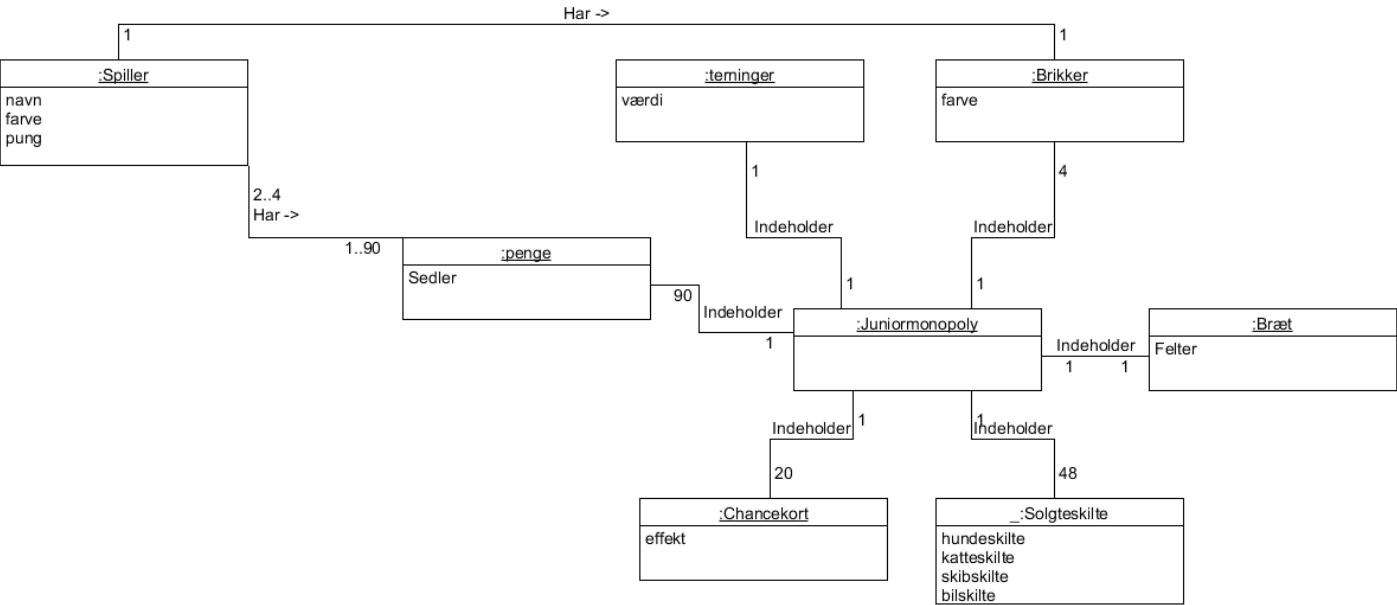 Har ->
1
1
:Spiller
navn
farve
pung
:terninger
værdi
:Brikker
farve
2..4
Har ->
1..90
1
4
Indeholder
Indeholder
:penge
Sedler
90
Indeholder
1
1
1
:Juniormonopoly
Indeholder
1
1
:Bræt
Felter
1
Indeholder
1
Indeholder
20
48
:Chancekort
effekt
_:Solgteskilte
hundeskilte
katteskilte
skibskilte
bilskilte